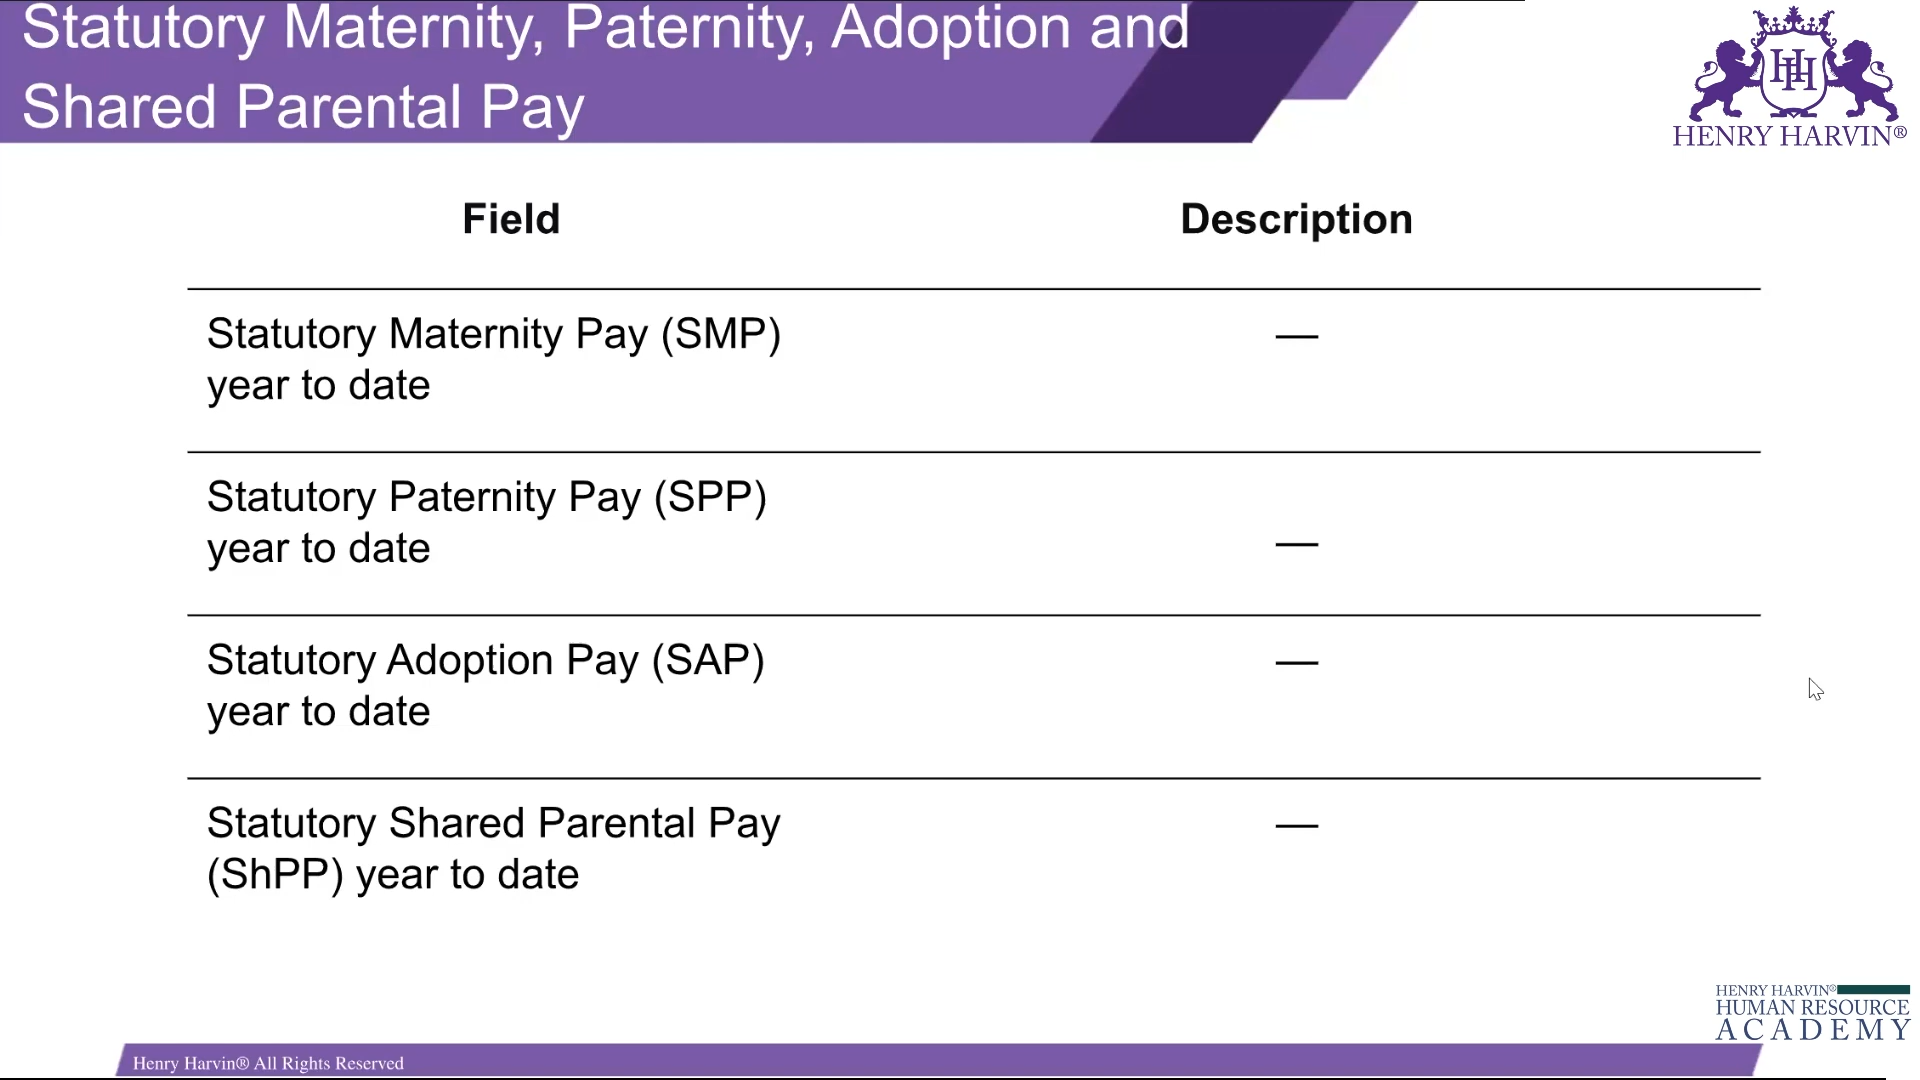 Statutory Maternity, Paternity, Adoption and
Shared Parental Pay
HH
HENRY HARVIN®
Field Description
Statutory Maternity Pay (SMP) —
year to date
Statutory Paternity Pay (SPP)
year to date —
Statutory Adoption Pay (SAP) —
year to date
Statutory Shared Parental Pay —
(ShPP) year to date
HENRY HARVIN®
HUMAN RESOURCE
ACADEMY
Henry Harvin® All Rights Reserved